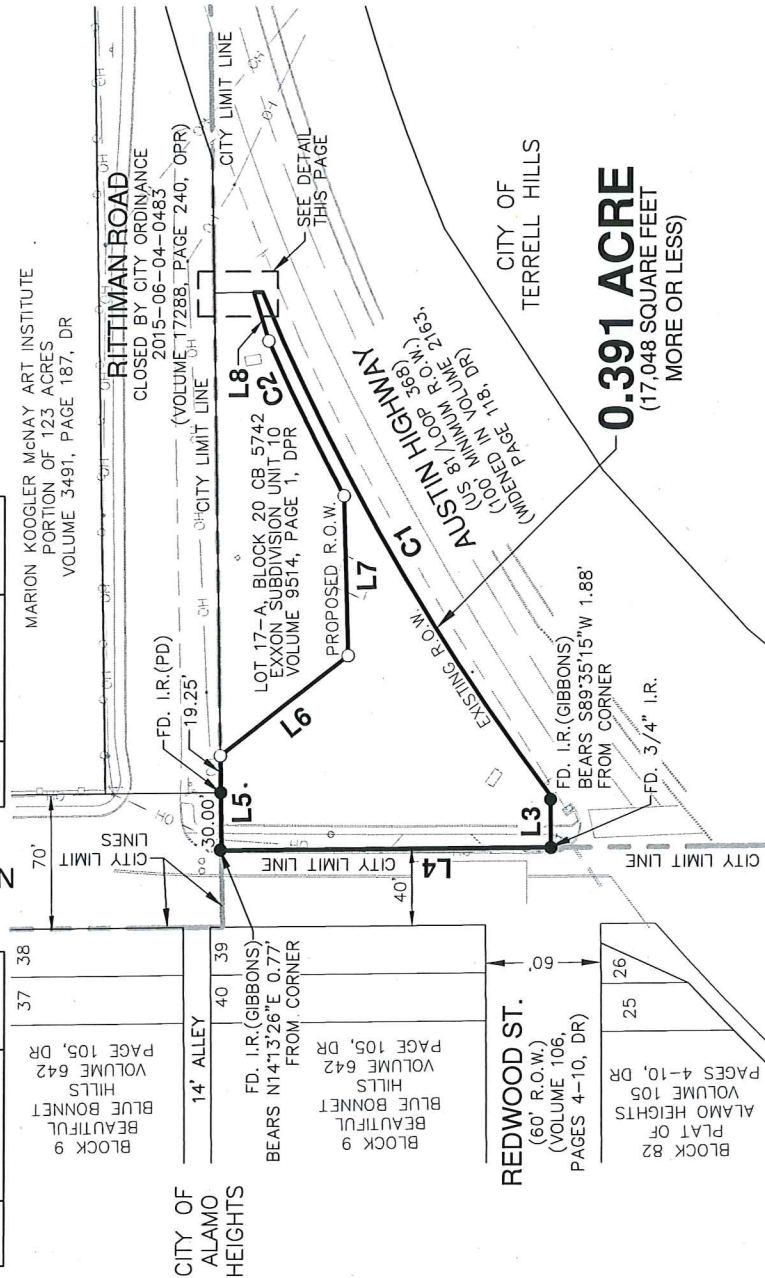 MARION KOOGLER McNAY ART INSTITUTE
PORTION OF 123 ACRES
VOLUME 3491, PAGE 187, DR
RITTIMAN ROAD
CLOSED BY CITY ORDINANCE
2015-06-04-0483
(VOLUME 17288, PAGE 240, OPR)
CITY LIMIT LINE
CITY LIMIT LINE
SEE DETAIL
THIS PAGE
N
70'
CITY LIMIT
LINES
FD. I.R.(PD)
19.25'
30.00'
L5.
L6
L7
L8
C2
LOT 17-A, BLOCK 20 CB 5742
EXXON SUBDIVISION UNIT 10
VOLUME 9514, PAGE 1, DPR
PROPOSED R.O.W.
C1
EXISTING R.O.W.
AUSTIN HIGHWAY
(US 81/LOOP 368)
(100' MINIMUM R.O.W.)
(WIDENED IN VOLUME 2163,
PAGE 118, DR)
CITY OF
TERRELL HILLS
0.391 ACRE
(17,048 SQUARE FEET
MORE OR LESS)
FD. I.R.(GIBBONS)
BEARS S89°35'15"W 1.88'
FROM CORNER
FD. 3/4" I.R.
L3
L4
CITY LIMIT LINE
CITY LIMIT LINE
40'
37
38
14' ALLEY
40
39
BLOCK 9
BEAUTIFUL
BLUE BONNET
HILLS
VOLUME 642
PAGE 105, DR
FD. I.R.(GIBBONS)
BEARS N14°13'26"E 0.77'
FROM CORNER
BLOCK 9
BEAUTIFUL
BLUE BONNET
HILLS
VOLUME 642
PAGE 105, DR
CITY OF
ALAMO
HEIGHTS
REDWOOD ST.
(60' R.O.W.)
(VOLUME 106,
PAGES 4-10, DR)
60'
25
26
BLOCK 82
PLAT OF
ALAMO HEIGHTS
VOLUME 105
PAGES 4-10, DR
OH
OH
OH
OH
OH
OH
OH
OH
OH